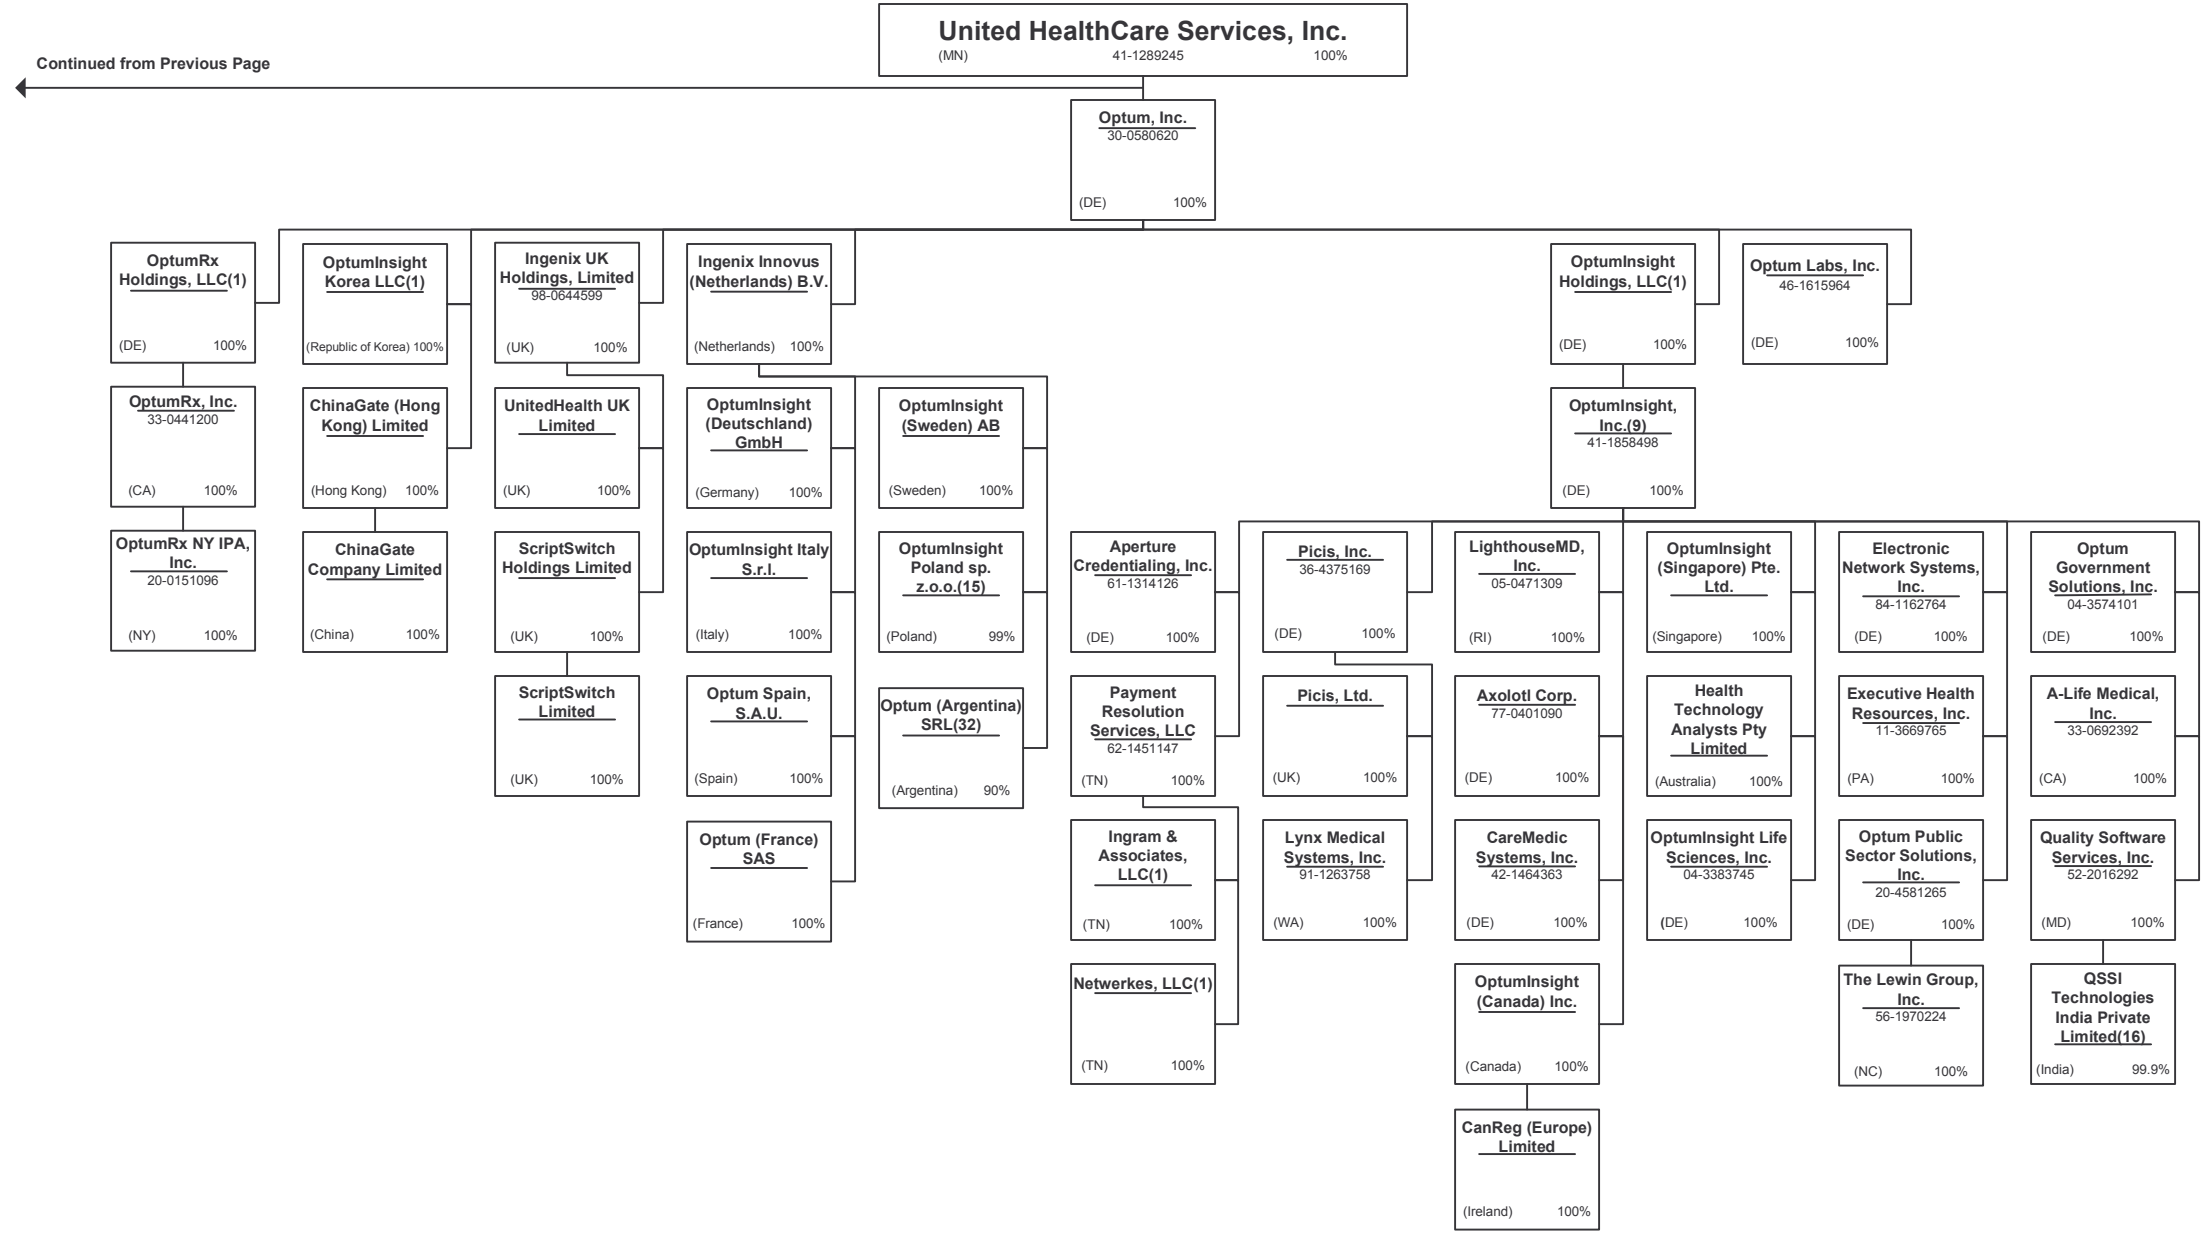 United HealthCare Services, Inc.
(MN) 41-1289245 100%
Continued from Previous Page
Optum, Inc.
30-0580620
(DE) 100%
OptumRx
Holdings, LLC(1)
(DE) 100%
OptumInsight
Korea LLC(1)
(Republic of Korea) 100%
Ingenix UK
Holdings, Limited
98-0644599
(UK) 100%
Ingenix Innovus
(Netherlands) B.V.
(Netherlands) 100%
OptumInsight
Holdings, LLC(1)
(DE) 100%
Optum Labs, Inc.
46-1615964
(DE) 100%
OptumRx, Inc.
33-0441200
(CA) 100%
ChinaGate (Hong
Kong) Limited
(Hong Kong) 100%
UnitedHealth UK
Limited
(UK) 100%
OptumInsight
(Deutschland)
GmbH
(Germany) 100%
OptumInsight
(Sweden) AB
(Sweden) 100%
OptumInsight,
Inc.(9)
41-1858498
(DE) 100%
OptumRx NY IPA,
Inc.
20-0151096
(NY) 100%
ChinaGate
Company Limited
(China) 100%
ScriptSwitch
Holdings Limited
(UK) 100%
OptumInsight Italy
S.r.l.
(Italy) 100%
OptumInsight
Poland sp.
z.o.o.(15)
(Poland) 99%
Aperture
Credentialing, Inc.
61-1314126
(DE) 100%
Picis, Inc.
36-4375169
(DE) 100%
LighthouseMD,
Inc.
05-0471309
(RI) 100%
OptumInsight
(Singapore) Pte.
Ltd.
(Singapore) 100%
Electronic
Network Systems,
Inc.
84-1162764
(DE) 100%
Optum
Government
Solutions, Inc.
04-3574101
(DE) 100%
ScriptSwitch
Limited
(UK) 100%
Optum Spain,
S.A.U.
(Spain) 100%
Optum (Argentina)
SRL(32)
(Argentina) 90%
Payment
Resolution
Services, LLC
62-1451147
(TN) 100%
Picis, Ltd.
(UK) 100%
Axolotl Corp.
77-0401090
(DE) 100%
Health
Technology
Analysts Pty
Limited
(Australia) 100%
Executive Health
Resources, Inc.
11-3669765
(PA) 100%
A-Life Medical,
Inc.
33-0692392
(CA) 100%
Optum (France)
SAS
(France) 100%
Ingram &
Associates,
LLC(1)
(TN) 100%
Lynx Medical
Systems, Inc.
91-1263758
(WA) 100%
CareMedic
Systems, Inc.
42-1464363
(DE) 100%
OptumInsight Life
Sciences, Inc.
04-3383745
(DE) 100%
Optum Public
Sector Solutions,
Inc.
20-4581265
(DE) 100%
Quality Software
Services, Inc.
52-2016292
(MD) 100%
Netwerkes, LLC(1)
(TN) 100%
OptumInsight
(Canada) Inc.
(Canada) 100%
The Lewin Group,
Inc.
56-1970224
(NC) 100%
QSSI
Technologies
India Private
Limited(16)
(India) 99.9%
CanReg (Europe)
Limited
(Ireland) 100%